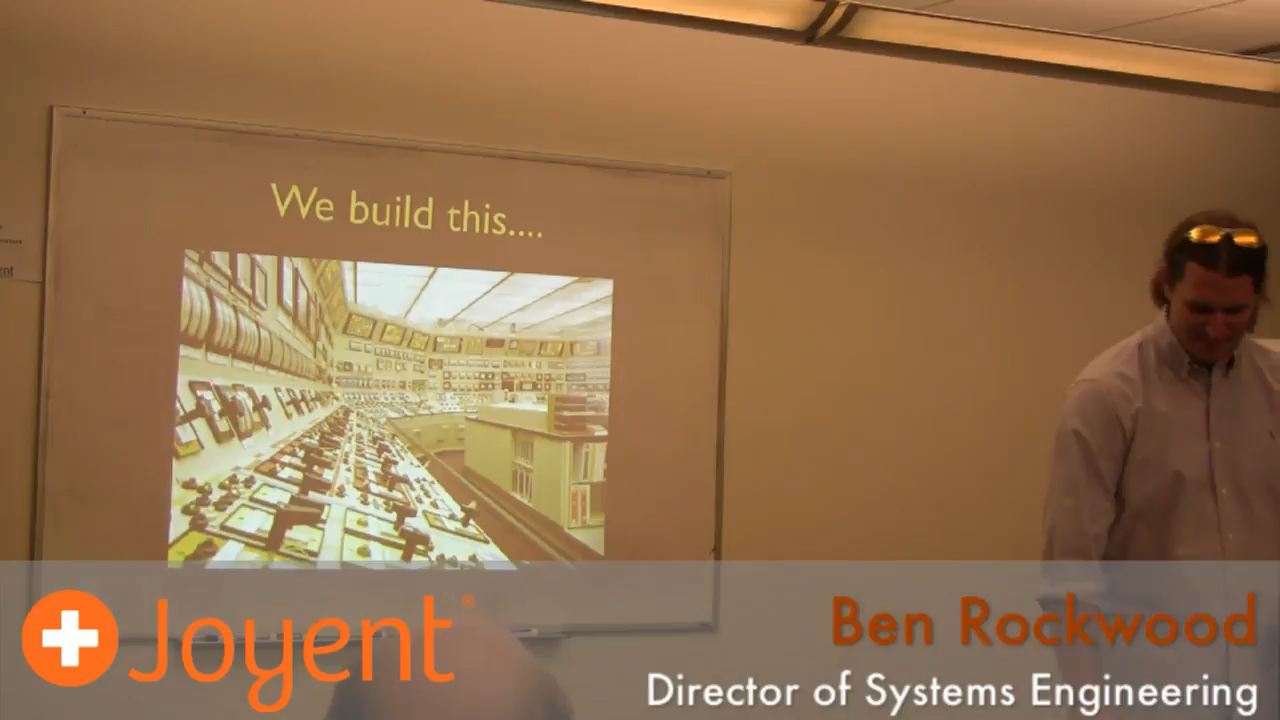 We build this....
Joyent®
Ben Rockwood
Director of Systems Engineering